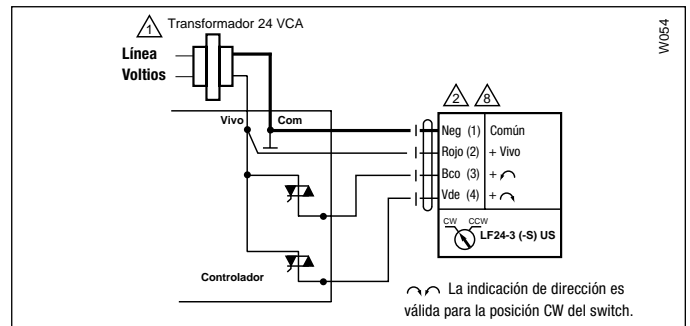 1 Transformador 24 VCA
W054
Línea
Voltios
2 8
Vivo Com
Neg (1) Común
Rojo (2) + Vivo
Bco (3) +
Vde (4) +
CW CCW
LF24-3 (-S) US
Controlador
La indicación de dirección es
válida para la posición CW del switch.